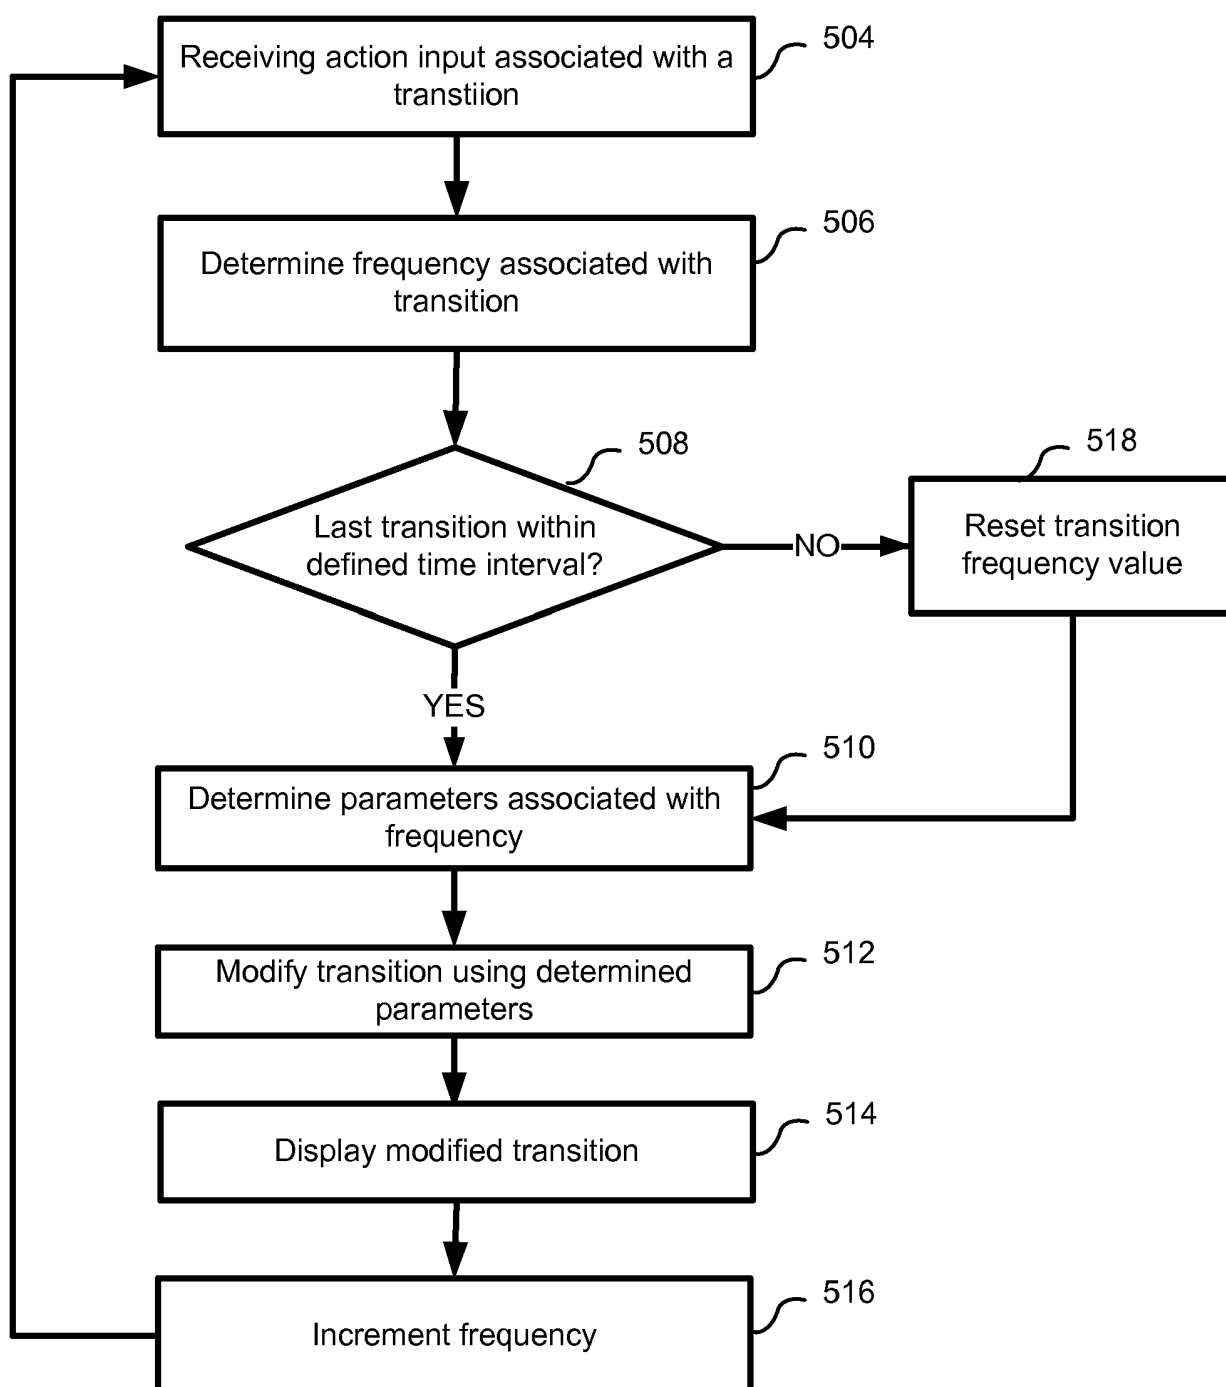 Receiving action input associated with a
transtiion
504
Determine frequency associated with
transition
506
Last transition within
defined time interval?
508
NO
Reset transition
frequency value
518
YES
Determine parameters associated with
frequency
510
Modify transition using determined
parameters
512
Display modified transition
514
Increment frequency
516